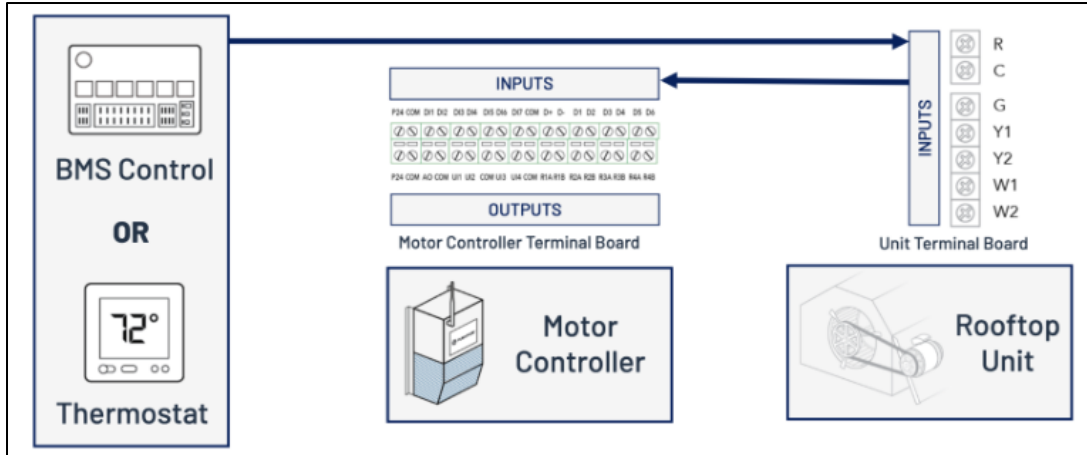 BMS Control
OR
72°
Thermostat
INPUTS
P24 COM DI1 DI2 DI3 DI4 DI5 DI6 DI7 COM D+ D- D1 D2 D3 D4 D5 D6
P24 COM AO COM UI1 UI2 COM UI3 UI4 COM R1A R1B R2A R2B R3A R3B R4A R4B
OUTPUTS
Motor Controller Terminal Board
Motor
Controller
INPUTS
R
C
G
Y1
Y2
W1
W2
Unit Terminal Board
Rooftop
Unit